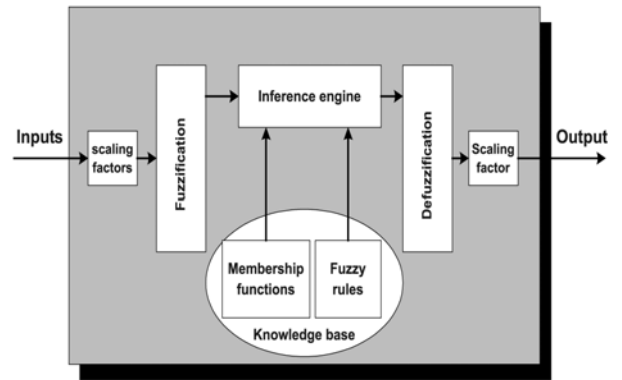 Inputs
scaling
factors
Fuzzification
Inference engine
Defuzzification
Scaling
factor
Output
Membership
functions
Fuzzy
rules
Knowledge base